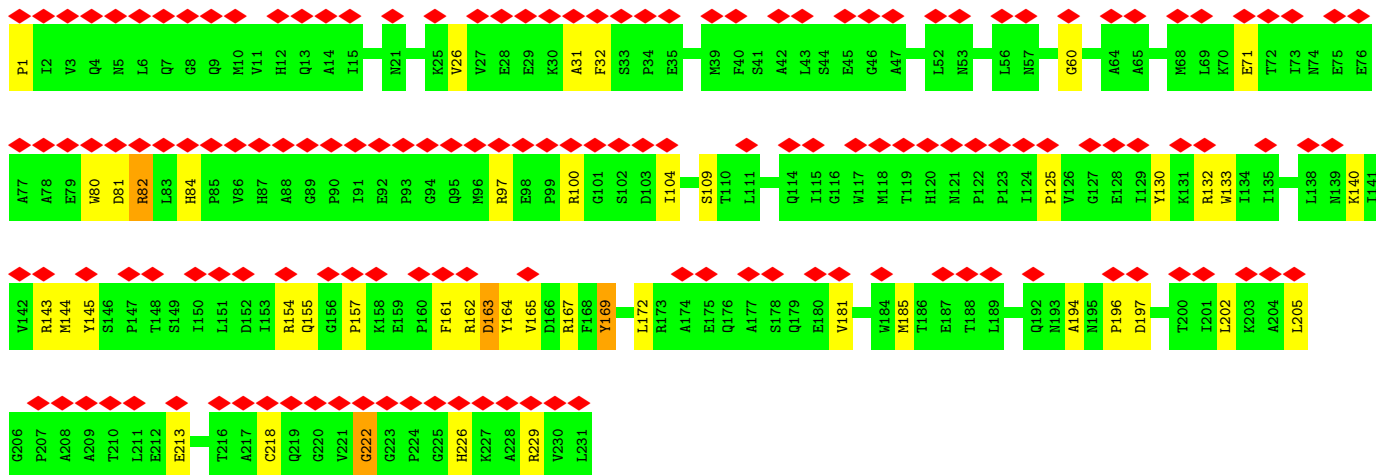 P1 I2 V3 Q4 N5 L6 Q7 G8 Q9 M10 V11 H12 Q13 A14 I15 N21 K25 V26 V27 E28 E29 K30 A31 F32 S33 P34 E35 M39 F40 S41 A42 L43 S44 E45 G46 A47 L52 N53 L56 N57 G60 A64 A65 M68 L69 K70 E71 T72 I73 N74 E75 E76
A77 A78 E79 W80 D81 R82 L83 H84 P85 V86 H87 A88 G89 P90 I91 E92 P93 G94 Q95 M96 R97 E98 P99 R100 G101 S102 D103 I104 S109 T110 L111 Q114 I115 G116 W117 M118 T119 H120 N121 P122 P123 I124 P125 V126 G127 E128 I129 Y130 K131 R132 W133 I134 I135 L138 N139 K140 I141
V142 R143 M144 Y145 S146 P147 T148 S149 I150 L151 D152 I153 R154 Q155 G156 P157 K158 E159 P160 F161 R162 D163 Y164 V165 D166 R167 F168 Y169 L172 R173 A174 E175 Q176 A177 S178 Q179 E180 V181 W184 M185 T186 E187 T188 L189 Q192 N193 A194 N195 P196 D197 T200 I201 L202 K203 A204 L205
G206 P207 A208 A209 T210 L211 E212 E213 T216 A217 C218 Q219 G220 V221 G222 G223 P224 G225 H226 K227 A228 R229 V230 L231